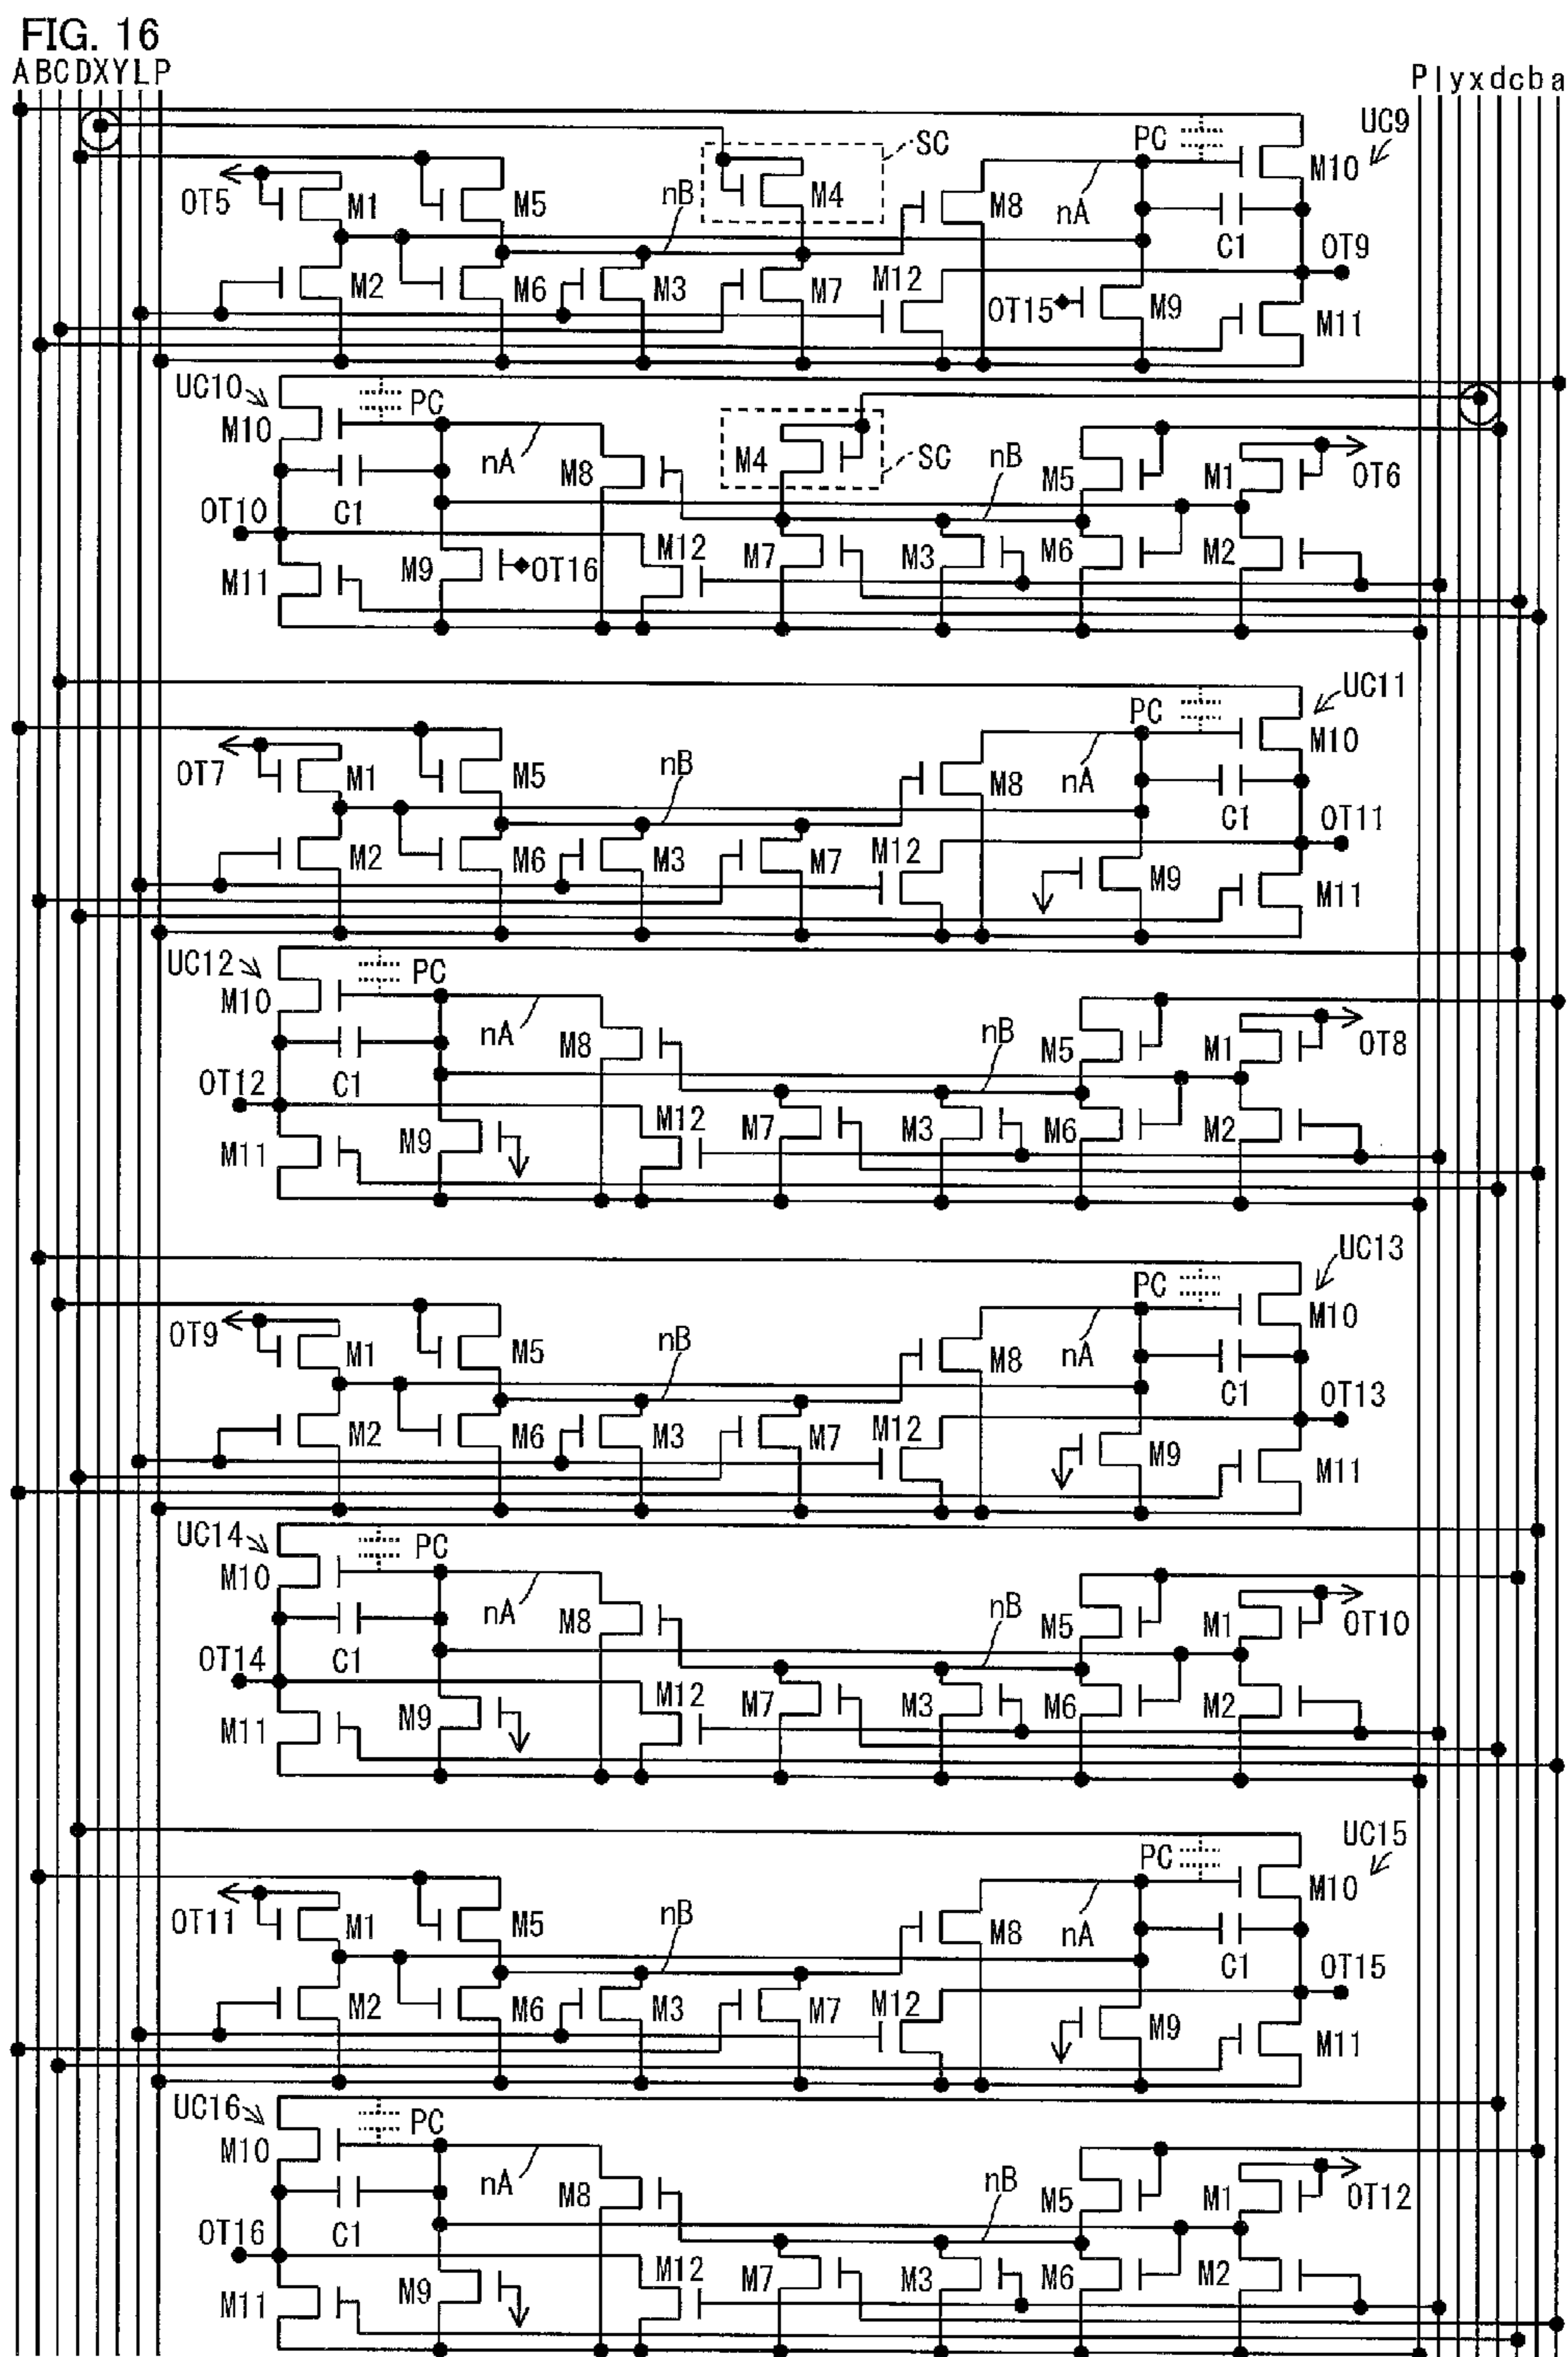 FIG. 16
A B C D X Y L P
P l y x d c b a
UC9
PC
SC
M10
OT5
M1
M5
nB
M4
M8
nA
C1
OT9
M2
M6
M3
M7
M12
OT15
M9
M11
UC10
PC
M10
nA
M8
M4
SC
nB
M5
M1
OT6
OT10
C1
M11
M9
OT16
M12
M7
M3
M6
M2
UC11
PC
M10
OT7
M1
M5
nB
M8
nA
C1
OT11
M2
M6
M3
M7
M12
M9
M11
UC12
PC
M10
nA
M8
nB
M5
M1
OT8
OT12
C1
M11
M9
M12
M7
M3
M6
M2
UC13
PC
M10
OT9
M1
M5
nB
M8
nA
C1
OT13
M2
M6
M3
M7
M12
M9
M11
UC14
PC
M10
nA
M8
nB
M5
M1
OT10
OT14
C1
M11
M9
M12
M7
M3
M6
M2
UC15
PC
M10
OT11
M1
M5
nB
M8
nA
C1
OT15
M2
M6
M3
M7
M12
M9
M11
UC16
PC
M10
nA
M8
nB
M5
M1
OT12
OT16
C1
M11
M9
M12
M7
M3
M6
M2